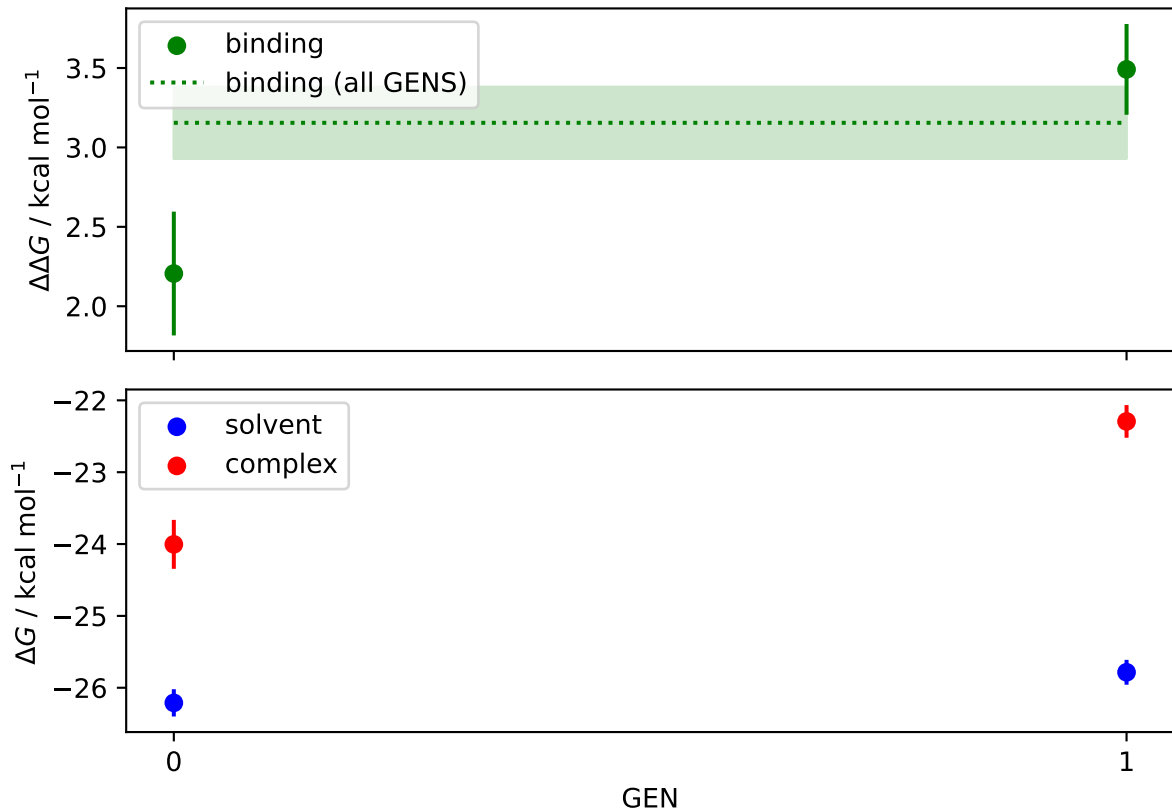 binding
binding (all GENS)
ΔΔG / kcal mol⁻¹
3.5
3.0
2.5
2.0
solvent
complex
ΔG / kcal mol⁻¹
−22
−23
−24
−25
−26
0
1
GEN